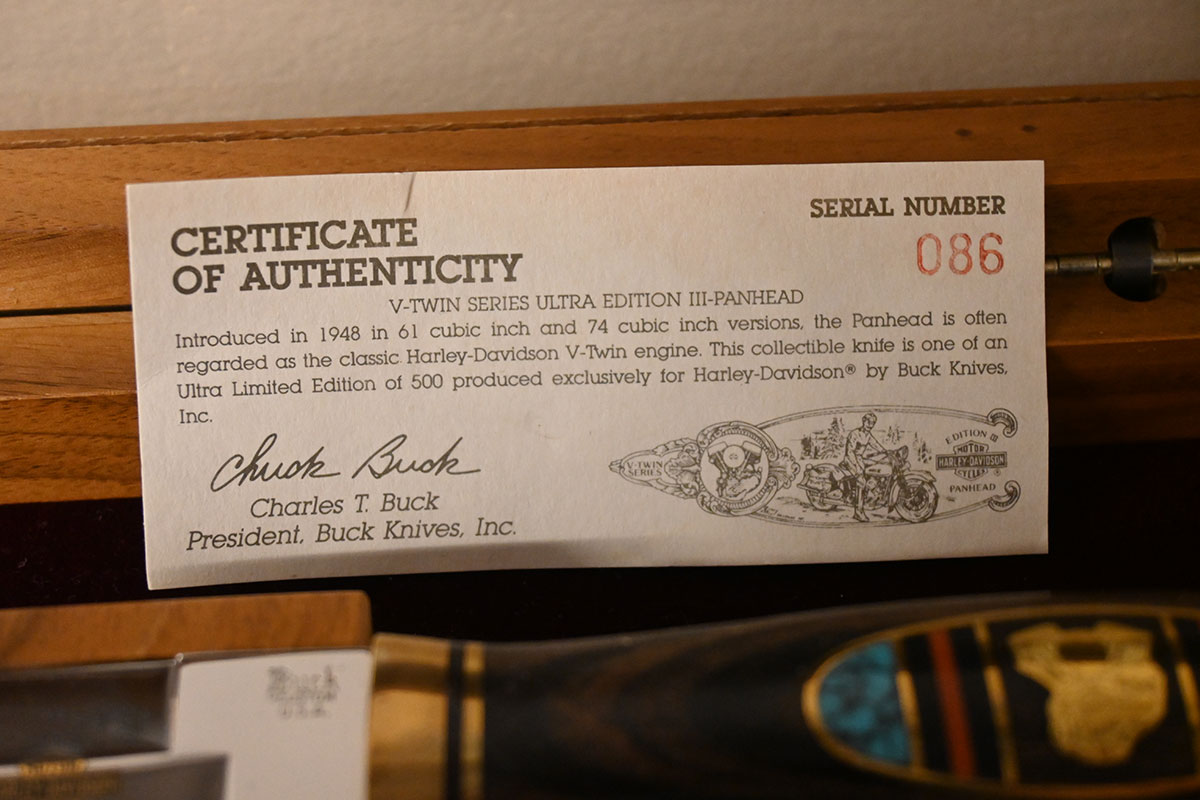 SERIAL NUMBER
086
CERTIFICATE
OF AUTHENTICITY
V-TWIN SERIES ULTRA EDITION III-PANHEAD
Introduced in 1948 in 61 cubic inch and 74 cubic inch versions, the Panhead is often
regarded as the classic Harley-Davidson V-Twin engine. This collectible knife is one of an
Ultra Limited Edition of 500 produced exclusively for Harley-Davidson® by Buck Knives,
Inc.
Chuck Buck
Charles T. Buck
President, Buck Knives, Inc.
V-TWIN
SERIES
EDITION III
MOTOR
HARLEY-DAVIDSON
CYCLES
®
PANHEAD
Buck
U.S.A.